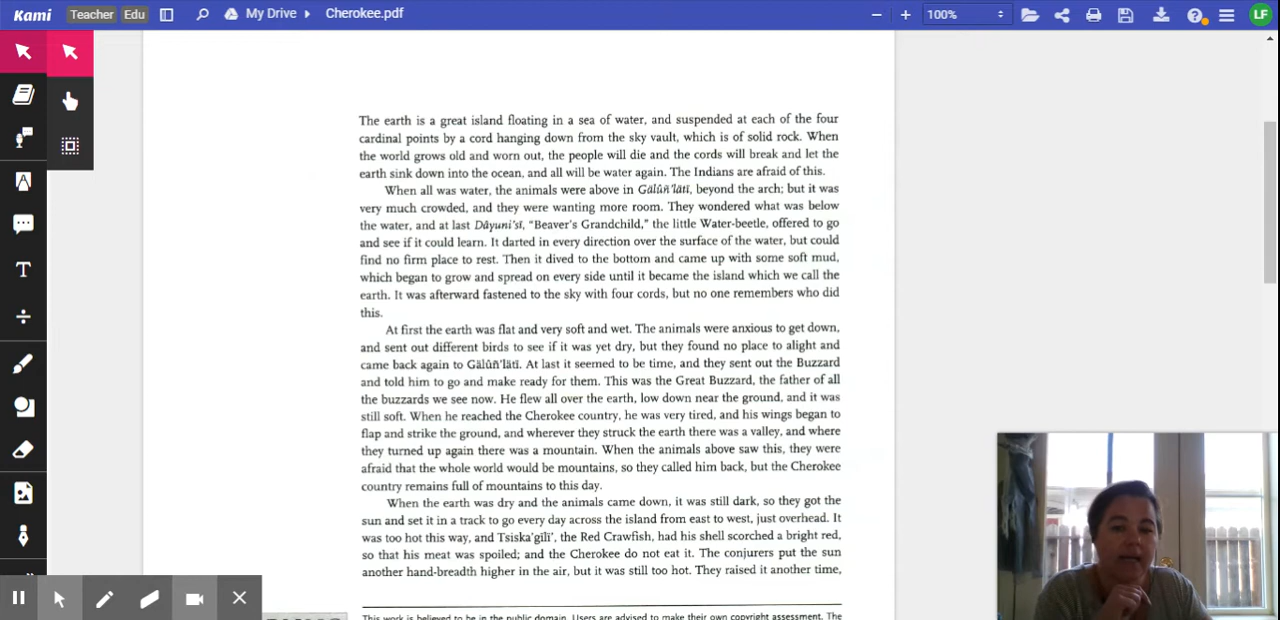 Kami Teacher Edu My Drive Cherokee.pdf 100% LF
The earth is a great island floating in a sea of water, and suspended at each of the four
cardinal points by a cord hanging down from the sky vault, which is of solid rock. When
the world grows old and worn out, the people will die and the cords will break and let the
earth sink down into the ocean, and all will be water again. The Indians are afraid of this.
When all was water, the animals were above in Gălûñ'lătĭ, beyond the arch; but it was
very much crowded, and they were wanting more room. They wondered what was below
the water, and at last Dâyuni'sĭ, “Beaver's Grandchild,” the little Water-beetle, offered to go
and see if it could learn. It darted in every direction over the surface of the water, but could
find no firm place to rest. Then it dived to the bottom and came up with some soft mud,
which began to grow and spread on every side until it became the island which we call the
earth. It was afterward fastened to the sky with four cords, but no one remembers who did
this.
At first the earth was flat and very soft and wet. The animals were anxious to get down,
and sent out different birds to see if it was yet dry, but they found no place to alight and
came back again to Gălûñ'lătĭ. At last it seemed to be time, and they sent out the Buzzard
and told him to go and make ready for them. This was the Great Buzzard, the father of all
the buzzards we see now. He flew all over the earth, low down near the ground, and it was
still soft. When he reached the Cherokee country, he was very tired, and his wings began to
flap and strike the ground, and wherever they struck the earth there was a valley, and where
they turned up again there was a mountain. When the animals above saw this, they were
afraid that the whole world would be mountains, so they called him back, but the Cherokee
country remains full of mountains to this day.
When the earth was dry and the animals came down, it was still dark, so they got the
sun and set it in a track to go every day across the island from east to west, just overhead. It
was too hot this way, and Tsiska'gĭlĭ', the Red Crawfish, had his shell scorched a bright red,
so that his meat was spoiled; and the Cherokee do not eat it. The conjurers put the sun
another hand-breadth higher in the air, but it was still too hot. They raised it another time,
This work is believed to be in the public domain. Users are advised to make their own copyright assessment. The